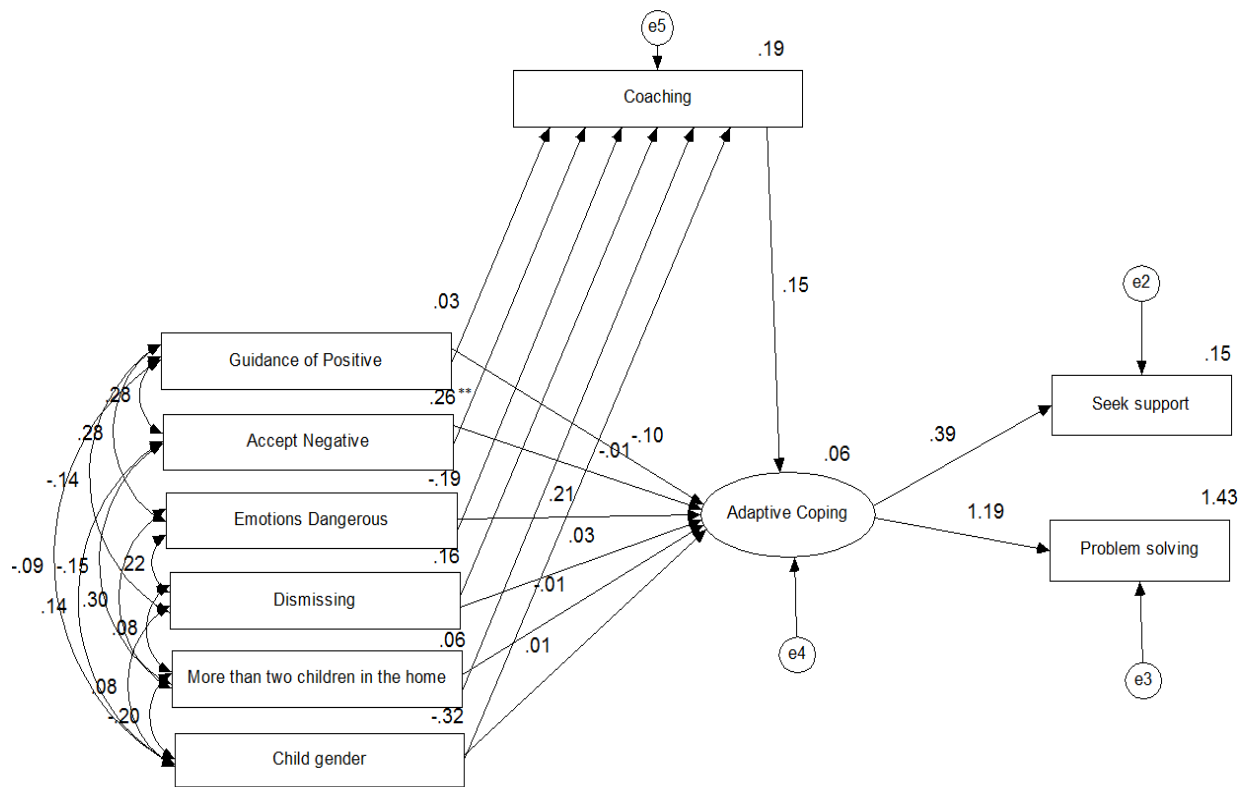 e5
.19
Coaching
.03
.15
e2
Guidance of Positive
.15
.28
.26**
Seek support
Accept Negative
.28
-.01
-.10
.39
.06
-.14
-.19
Emotions Dangerous
.21
Adaptive Coping
1.19
1.43
.03
Problem solving
-.09
-.15
.22
.16
.14
.30
Dismissing
-.01
.08
.06
.01
e4
e3
More than two children in the home
.08
-.20
-.32
Child gender